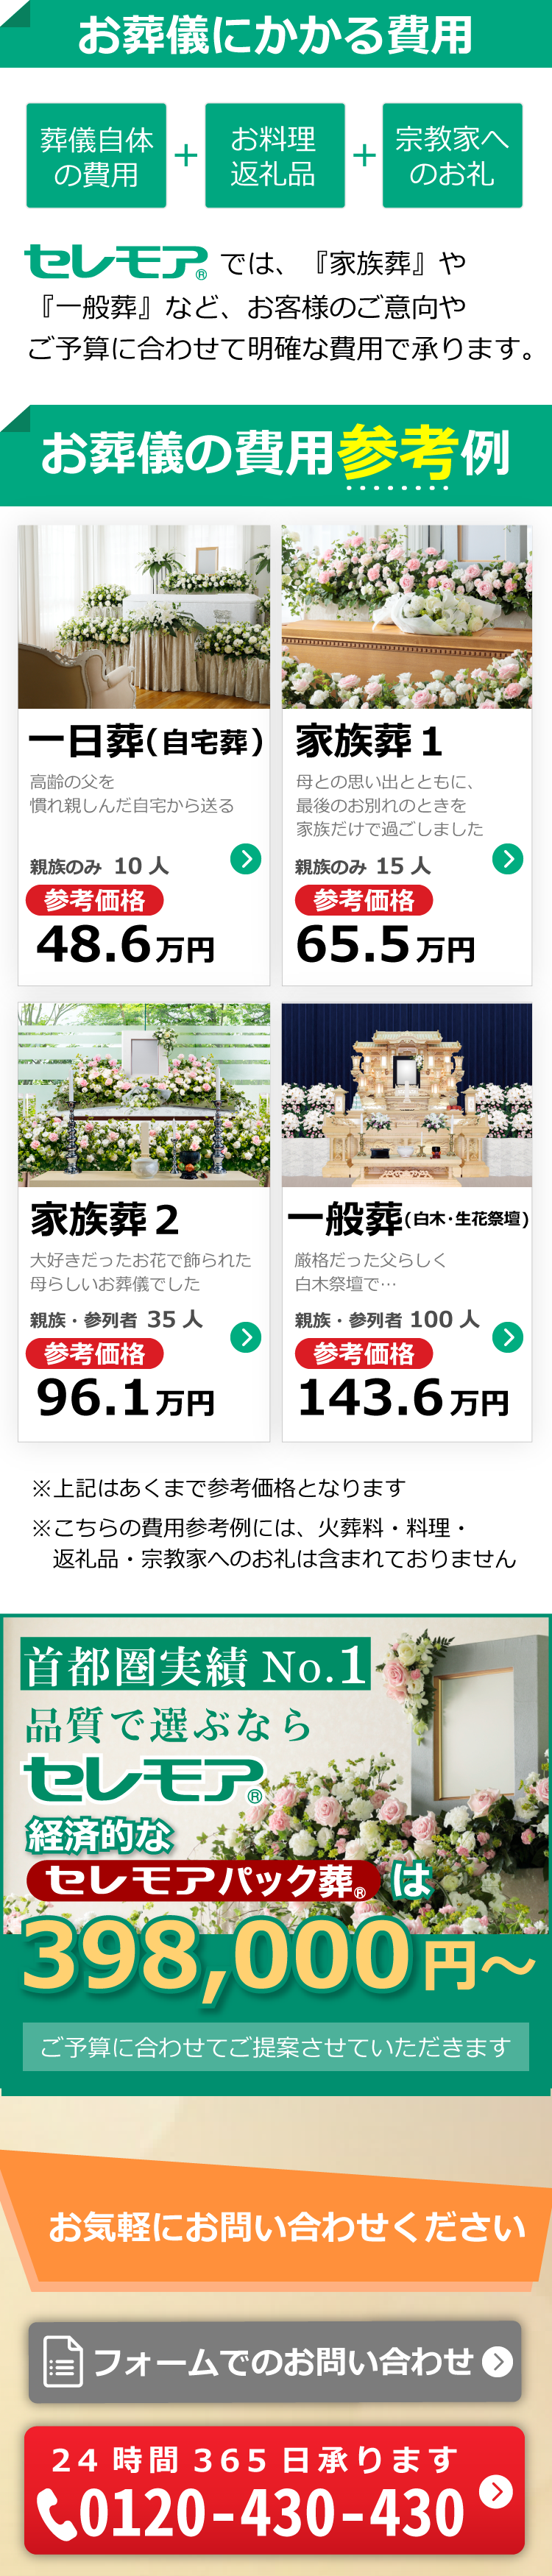 お葬儀にかかる費用
葬儀自体
の費用
+
お料理
返礼品
+
宗教家へ
のお礼
セレモア® では、『家族葬』や
『一般葬』など、お客様のご意向や
ご予算に合わせて明確な費用で承ります。
お葬儀の費用参考例
一日葬(自宅葬)
高齢の父を
慣れ親しんだ自宅から送る
親族のみ 10 人
参考価格
48.6万円
家族葬1
母との思い出とともに、
最後のお別れのときを
家族だけで過ごしました
親族のみ 15 人
参考価格
65.5万円
家族葬2
大好きだったお花で飾られた
母らしいお葬儀でした
親族・参列者 35 人
参考価格
96.1万円
一般葬(白木・生花祭壇)
厳格だった父らしく
白木祭壇で…
親族・参列者 100 人
参考価格
143.6万円
※上記はあくまで参考価格となります
※こちらの費用参考例には、火葬料・料理・
返礼品・宗教家へのお礼は含まれておりません
首都圏実績 No.1
品質で選ぶなら
セレモア®
経済的な
セレモアパック葬® は
398,000円〜
ご予算に合わせてご提案させていただきます
お気軽にお問い合わせください
フォームでのお問い合わせ
24時間365日承ります
0120-430-430